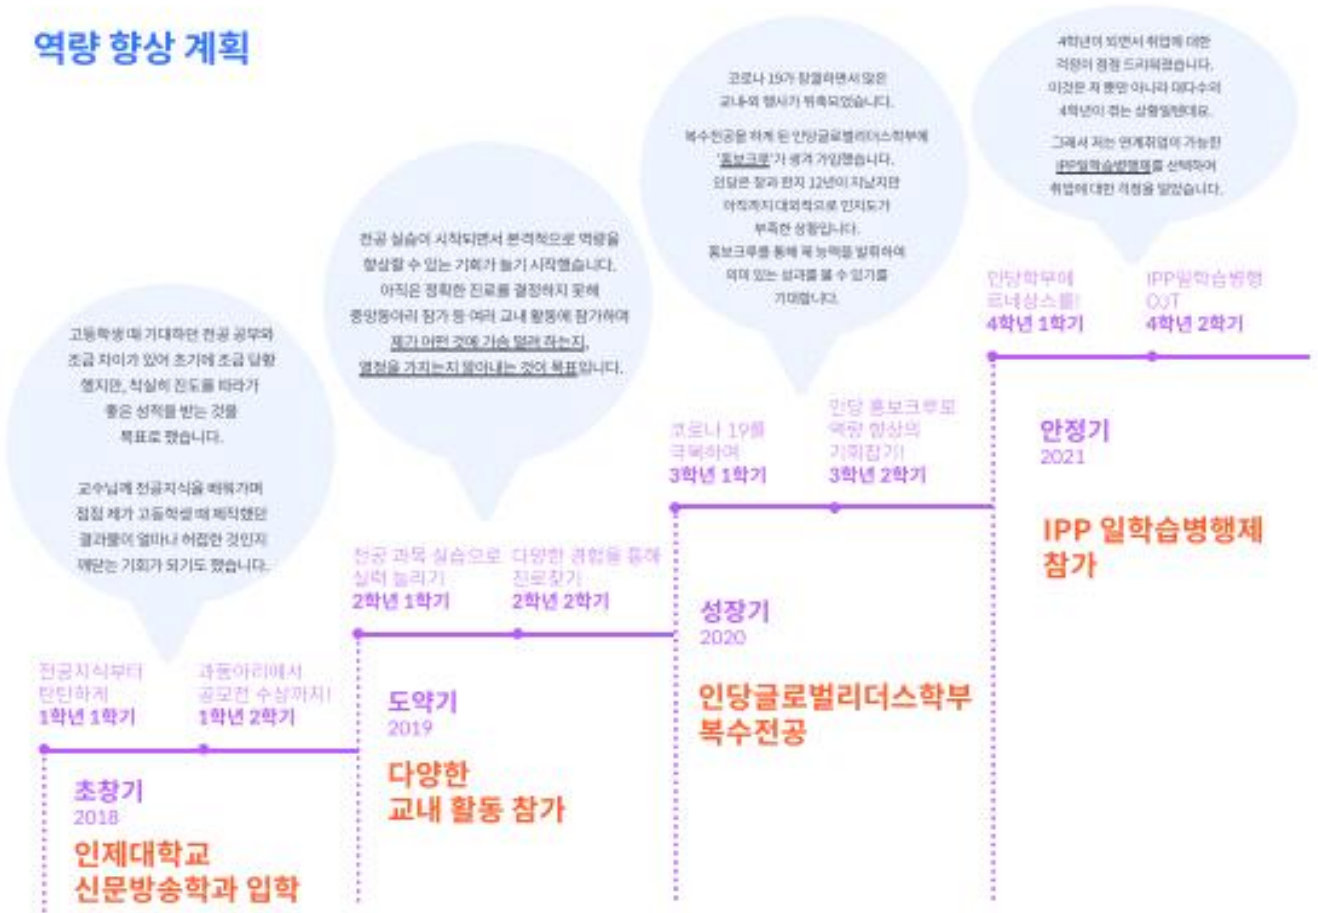 역량 향상 계획
고등학생 때 기대하던 전공 공부와
조금 차이가 있어 초기에 조금 당황
했지만, 착실히 진도를 따라가
좋은 성적을 받는 것을
목표로 했습니다.
교수님께 전공지식을 배워가며
점점 제가 고등학생 때 제작했던
결과물이 얼마나 허접한 것인지
깨닫는 기회가 되기도 했습니다.
전공지식부터
탄탄하게
1학년 1학기
과동아리에서
공모전 수상까지!
1학년 2학기
초창기
2018
인제대학교
신문방송학과 입학
전공 실습이 시작되면서 본격적으로 역량을
향상할 수 있는 기회가 늘기 시작했습니다.
아직은 정확한 진로를 결정하지 못해
중앙동아리 참가 등 여러 교내 활동에 참가하며
제가 어떤 것에 가슴 떨려 하는지,
열정을 가지는지 알아내는 것이 목표입니다.
전공 과목 실습으로
실력 늘리기
2학년 1학기
다양한 경험을 통해
진로찾기
2학년 2학기
도약기
2019
다양한
교내 활동 참가
코로나 19가 창궐하면서 많은
교내·외 행사가 위축되었습니다.
복수전공을 하게 된 인당글로벌리더스학부에
'홍보크루'가 생겨 가입했습니다.
인당은 창과 한지 12년이 지났지만
아직까지 대외적으로 인지도가
부족한 상황입니다.
홍보크루를 통해 제 능력을 발휘하여
의미 있는 성과를 볼 수 있기를
기대합니다.
코로나 19를
극복하며
3학년 1학기
인당 홍보크루로
역량 향상의
기회잡기!
3학년 2학기
성장기
2020
인당글로벌리더스학부
복수전공
4학년이 되면서 취업에 대한
걱정이 점점 드리워졌습니다.
이것은 저 뿐만 아니라 대다수의
4학년이 겪는 상황일텐데요.
그래서 저는 연계취업이 가능한
IPP일학습병행제를 선택하여
취업에 대한 걱정을 덜었습니다.
인당학부에
르네상스를!
4학년 1학기
IPP일학습병행
OJT
4학년 2학기
안정기
2021
IPP 일학습병행제
참가